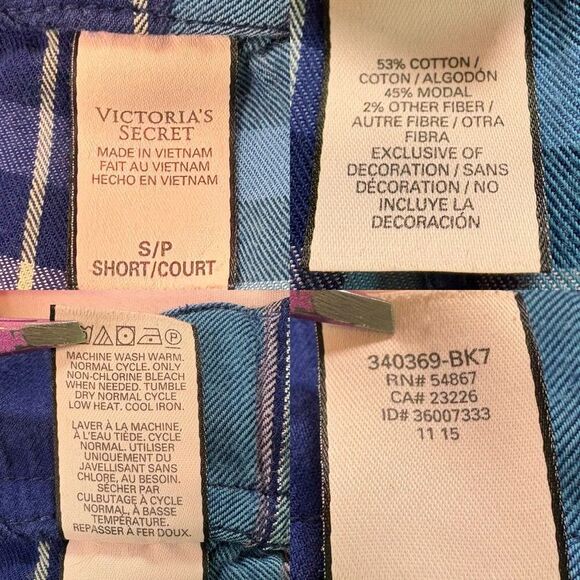 VICTORIA'S
SECRET
MADE IN VIETNAM
FAIT AU VIETNAM
HECHO EN VIETNAM
S/P
SHORT/COURT
53% COTTON /
COTON / ALGODÓN
45% MODAL
2% OTHER FIBER /
AUTRE FIBRE / OTRA
FIBRA
EXCLUSIVE OF
DECORATION / SANS
DÉCORATION / NO
INCLUYE LA
DECORACIÓN
MACHINE WASH WARM.
NORMAL CYCLE. ONLY
NON-CHLORINE BLEACH
WHEN NEEDED. TUMBLE
DRY NORMAL CYCLE
LOW HEAT. COOL IRON.
LAVER À LA MACHINE,
À L'EAU TIÈDE. CYCLE
NORMAL. UTILISER
UNIQUEMENT DU
JAVELLISANT SANS
CHLORE, AU BESOIN.
SÉCHER PAR
CULBUTAGE À CYCLE
NORMAL, À BASSE
TEMPÉRATURE.
REPASSER À FER DOUX.
340369-BK7
RN# 54867
CA# 23226
ID# 36007333
11 15